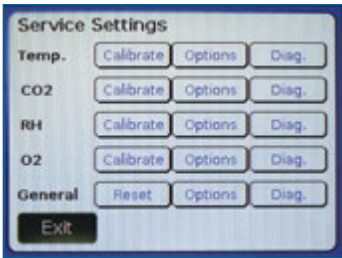 Service Settings
Temp. Calibrate Options Diag.
CO2 Calibrate Options Diag.
RH Calibrate Options Diag.
O2 Calibrate Options Diag.
General Reset Options Diag.
Exit